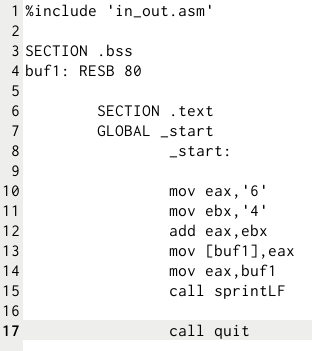 1 %include 'in_out.asm'
2
3 SECTION .bss
4 buf1: RESB 80
5
6 SECTION .text
7 GLOBAL _start
8 _start:
9
10 mov eax,'6'
11 mov ebx,'4'
12 add eax,ebx
13 mov [buf1],eax
14 mov eax,buf1
15 call sprintLF
16
17 call quit